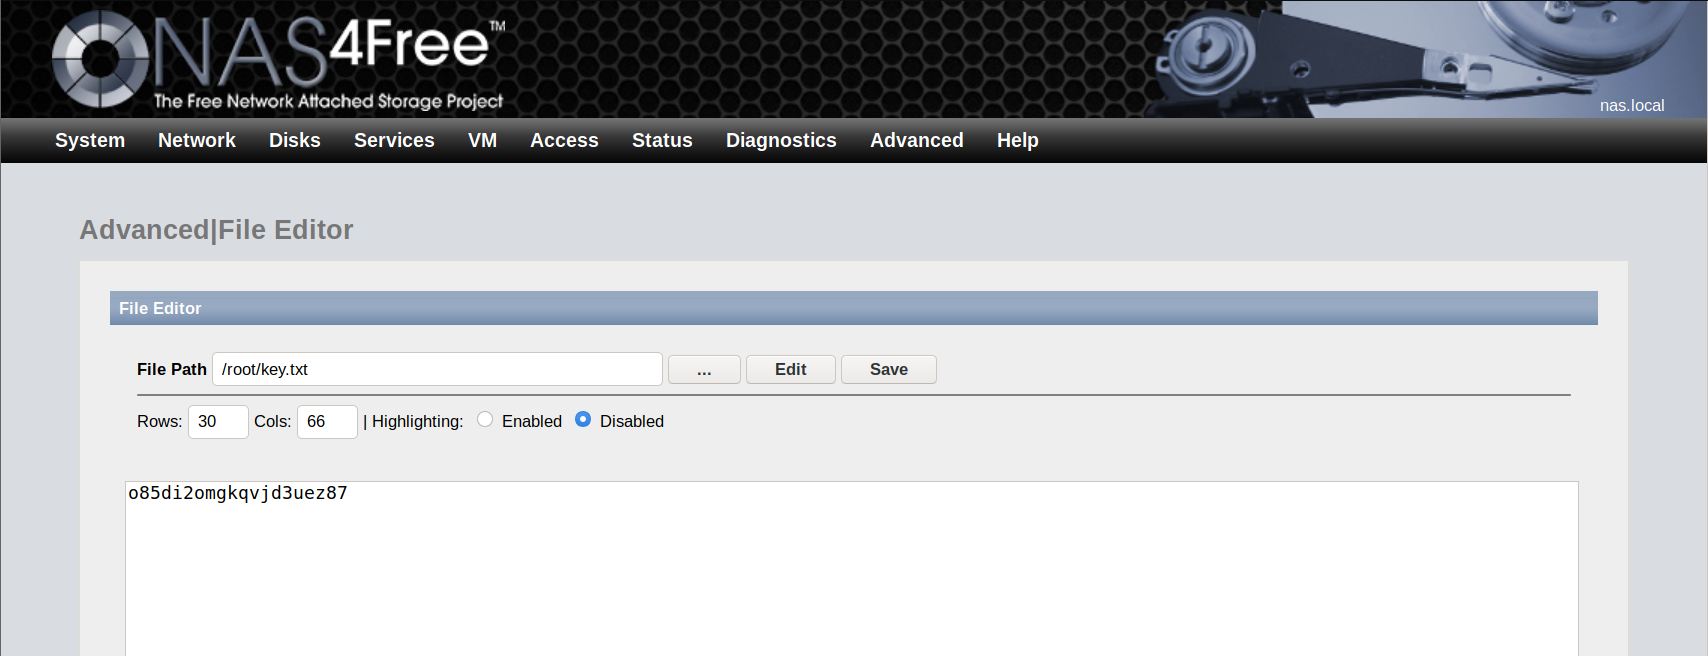 NAS4Free™
The Free Network Attached Storage Project
nas.local
System Network Disks Services VM Access Status Diagnostics Advanced Help
Advanced|File Editor
File Editor
File Path /root/key.txt ... Edit Save
Rows: 30 Cols: 66 | Highlighting: Enabled Disabled
o85di2omgkqvjd3uez87